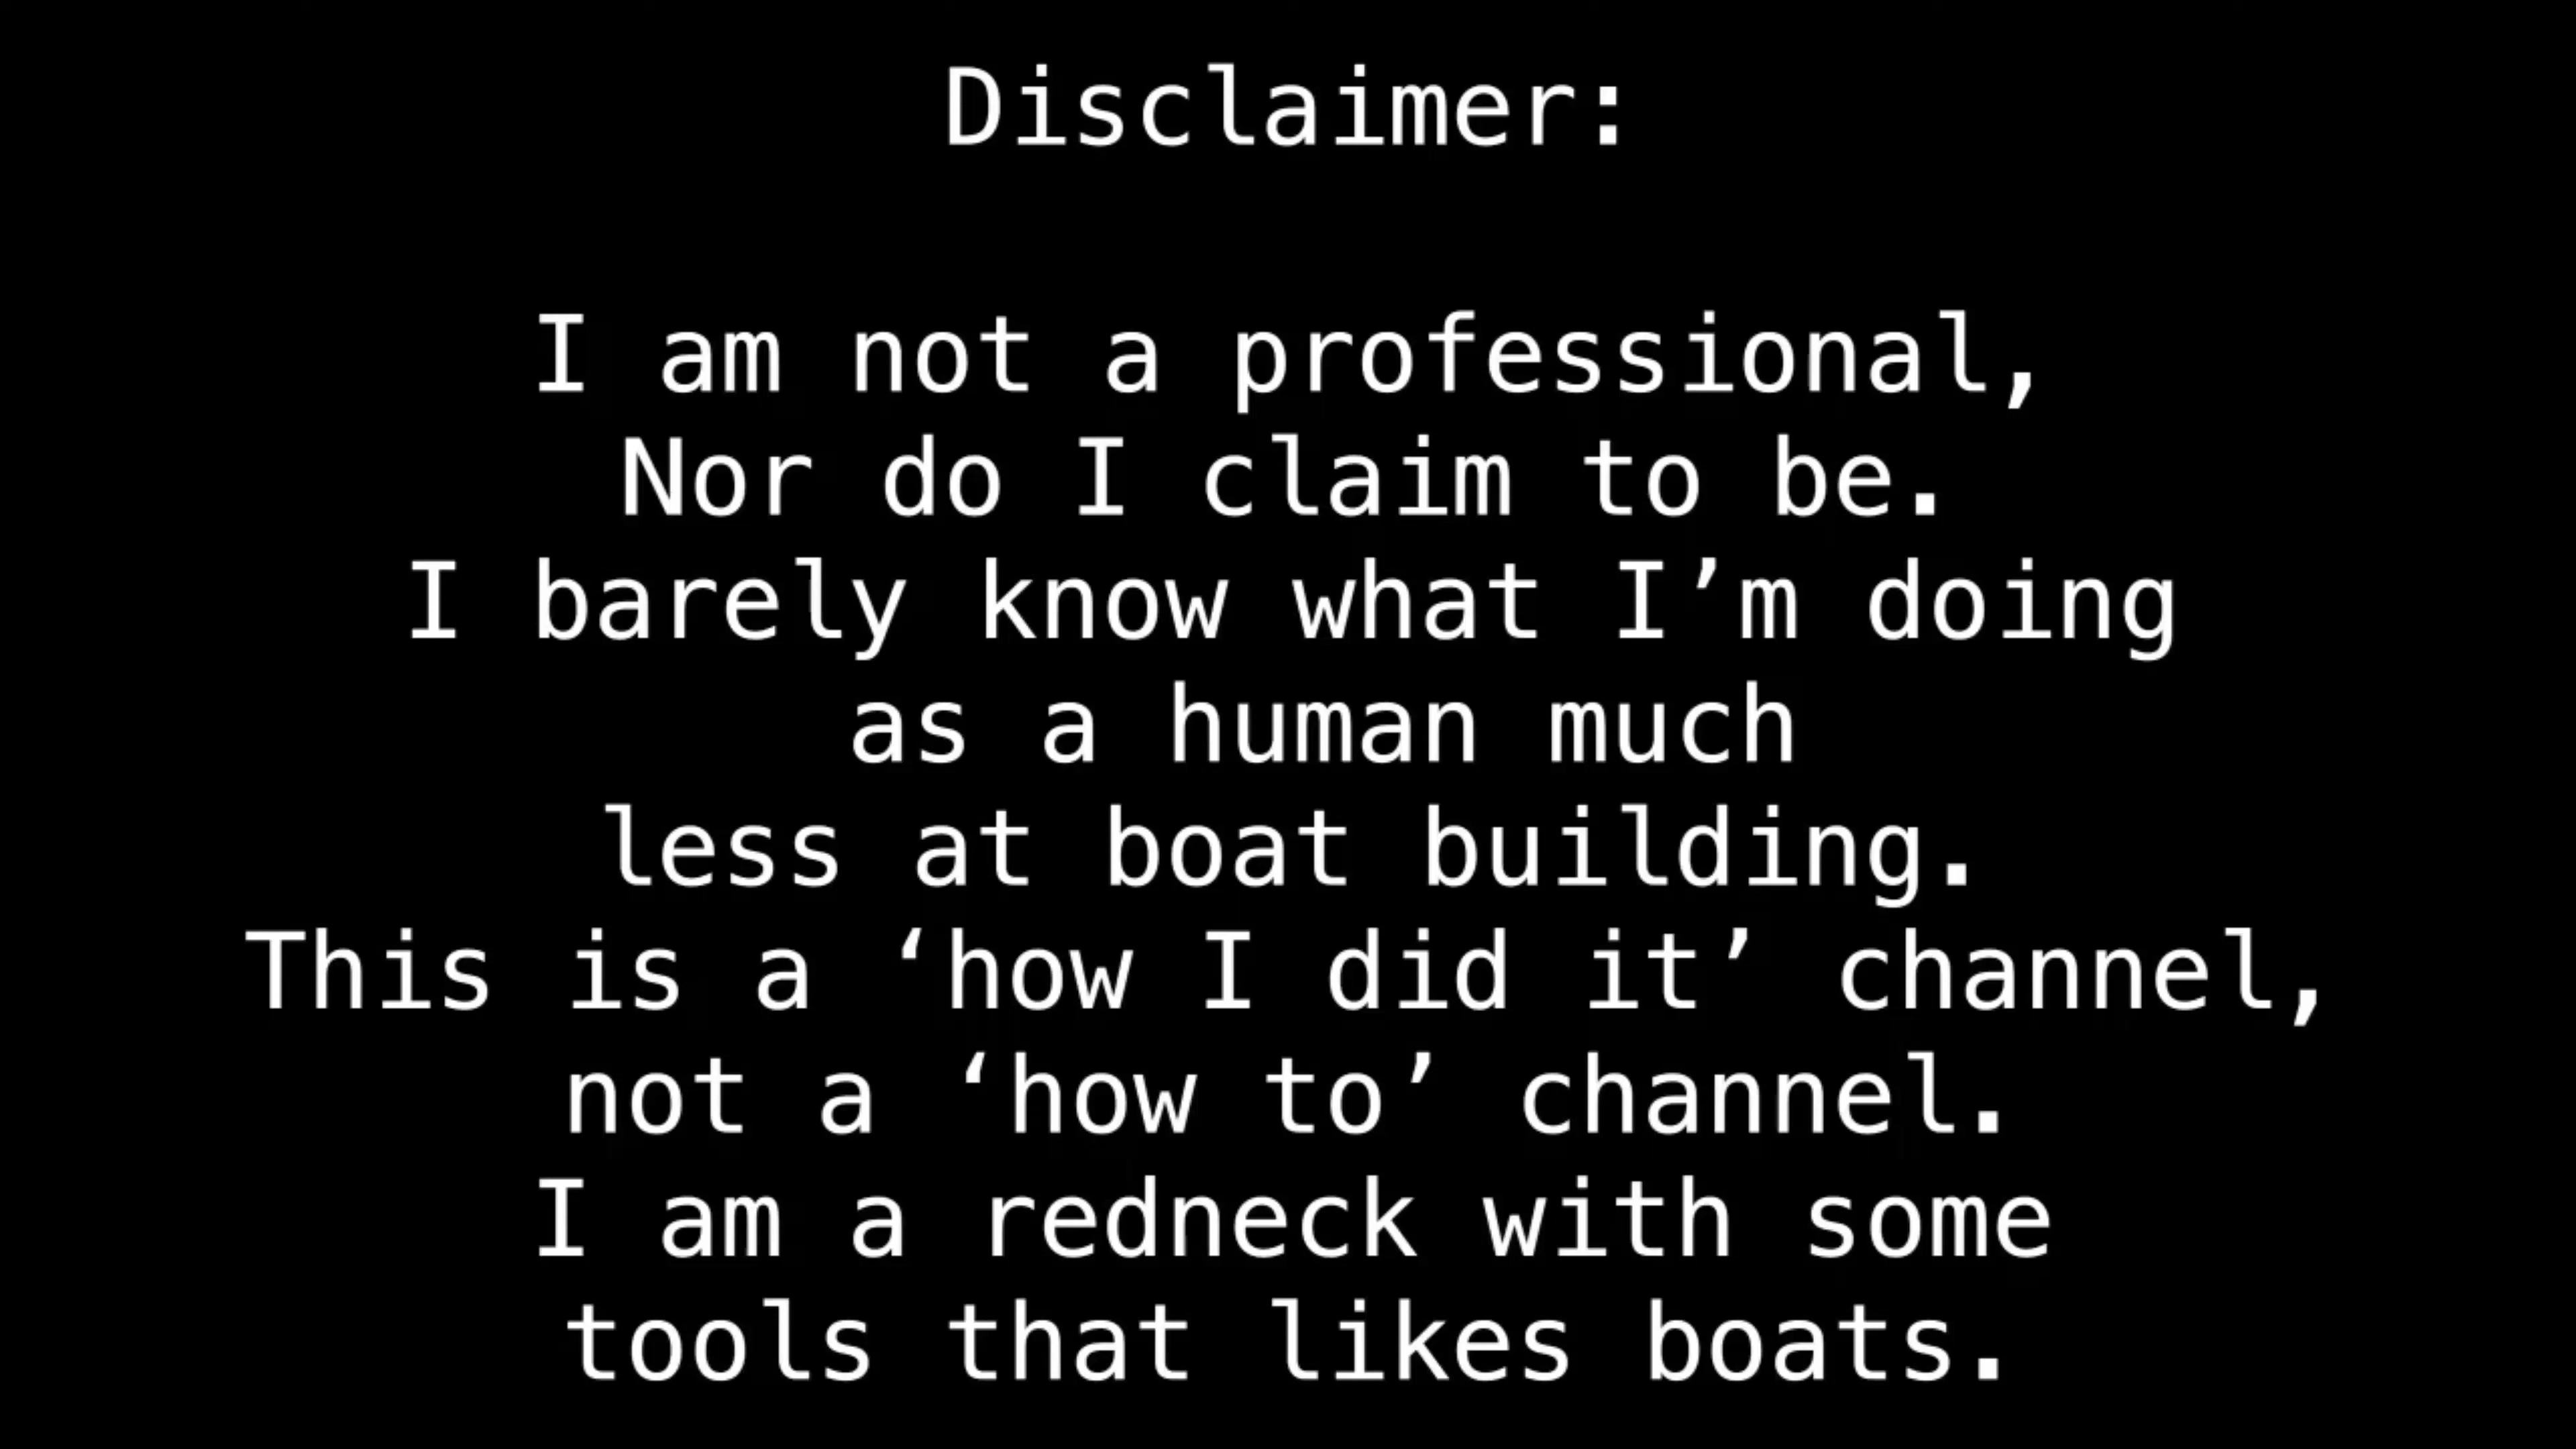 Disclaimer:
I am not a professional,
Nor do I claim to be.
I barely know what I’m doing
as a human much
less at boat building.
This is a ‘how I did it’ channel,
not a ‘how to’ channel.
I am a redneck with some
tools that likes boats.